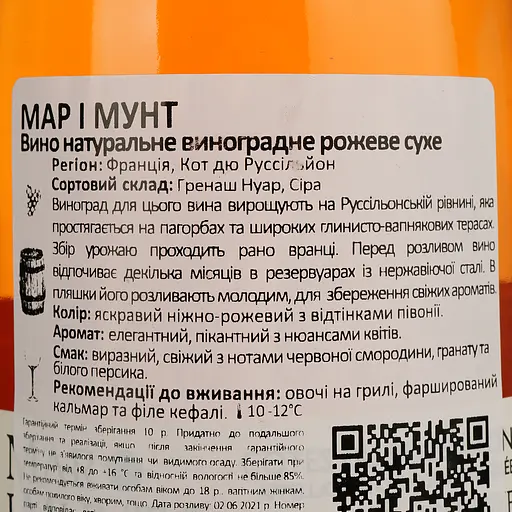 МАР І МУНТ
Вино натуральне виноградне рожеве сухе
Регіон: Франція, Кот дю Руссільйон
Сортовий склад: Гренаш Нуар, Сіра
Виноград для цього вина вирощують на Руссільонській рівнині, яка
простягається на пагорбах та широких глинисто-вапнякових терасах.
Збір урожаю проходить рано вранці. Перед розливом вино
відпочиває декілька місяців в резервуарах із нержавіючої сталі. В
пляшки його розливають молодим, для збереження свіжих ароматів.
Колір: яскравий ніжно-рожевий з відтінками півонії.
Аромат: елегантний, пікантний з нюансами квітів.
Смак: виразний, свіжий з нотами червоної смородини, гранату та
білого персика.
Рекомендації до вживання: овочі на грилі, фарширований
кальмар та філе кефалі. 10 -12°C
Гарантійний термін зберігання 10 р. Придатно до подальшого
зберігання та реалізації, якщо після закінчення гарантійного
терміну не з'явилося помутніння чи видимого осаду. Зберігати при
температурі від +8 до +16 °C та відносній вологості не більше 85%.
Не рекомендується вживати особам віком до 18 р., вагітним жінкам,
особам похилого віку, хворим, тощо. Дата розливу: 02.06.2021 р. Номер